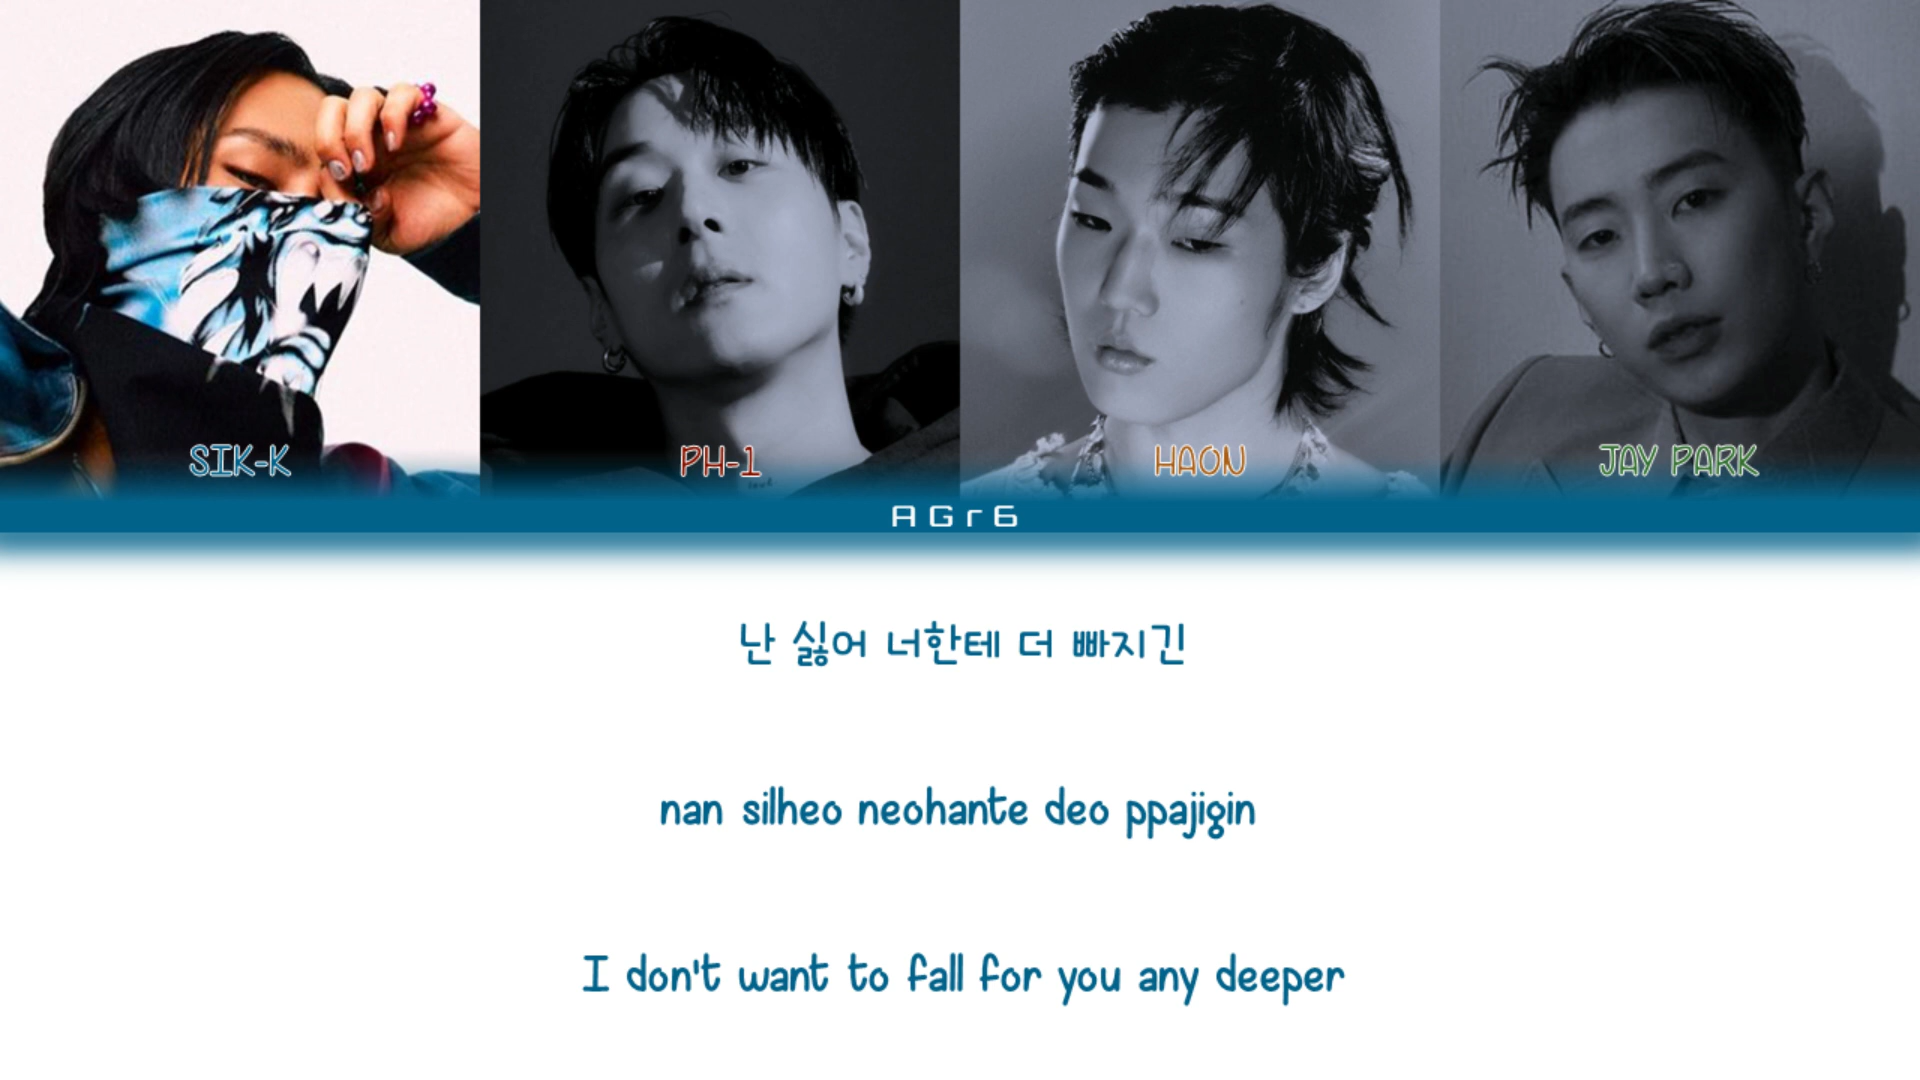 SIK-K
PH-1
HAON
JAY PARK
AGr6
난 싫어 너한테 더 빠지긴
nan silheo neohante deo ppajigin
I don't want to fall for you any deeper